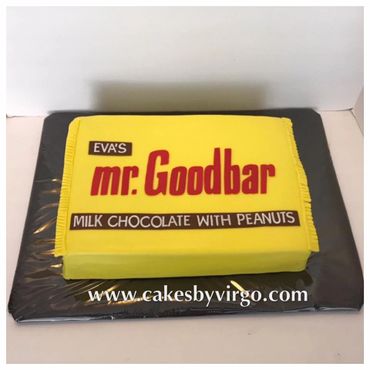 EVA'S
mr. Goodbar
MILK CHOCOLATE WITH PEANUTS
www.cakesbyvirgo.com